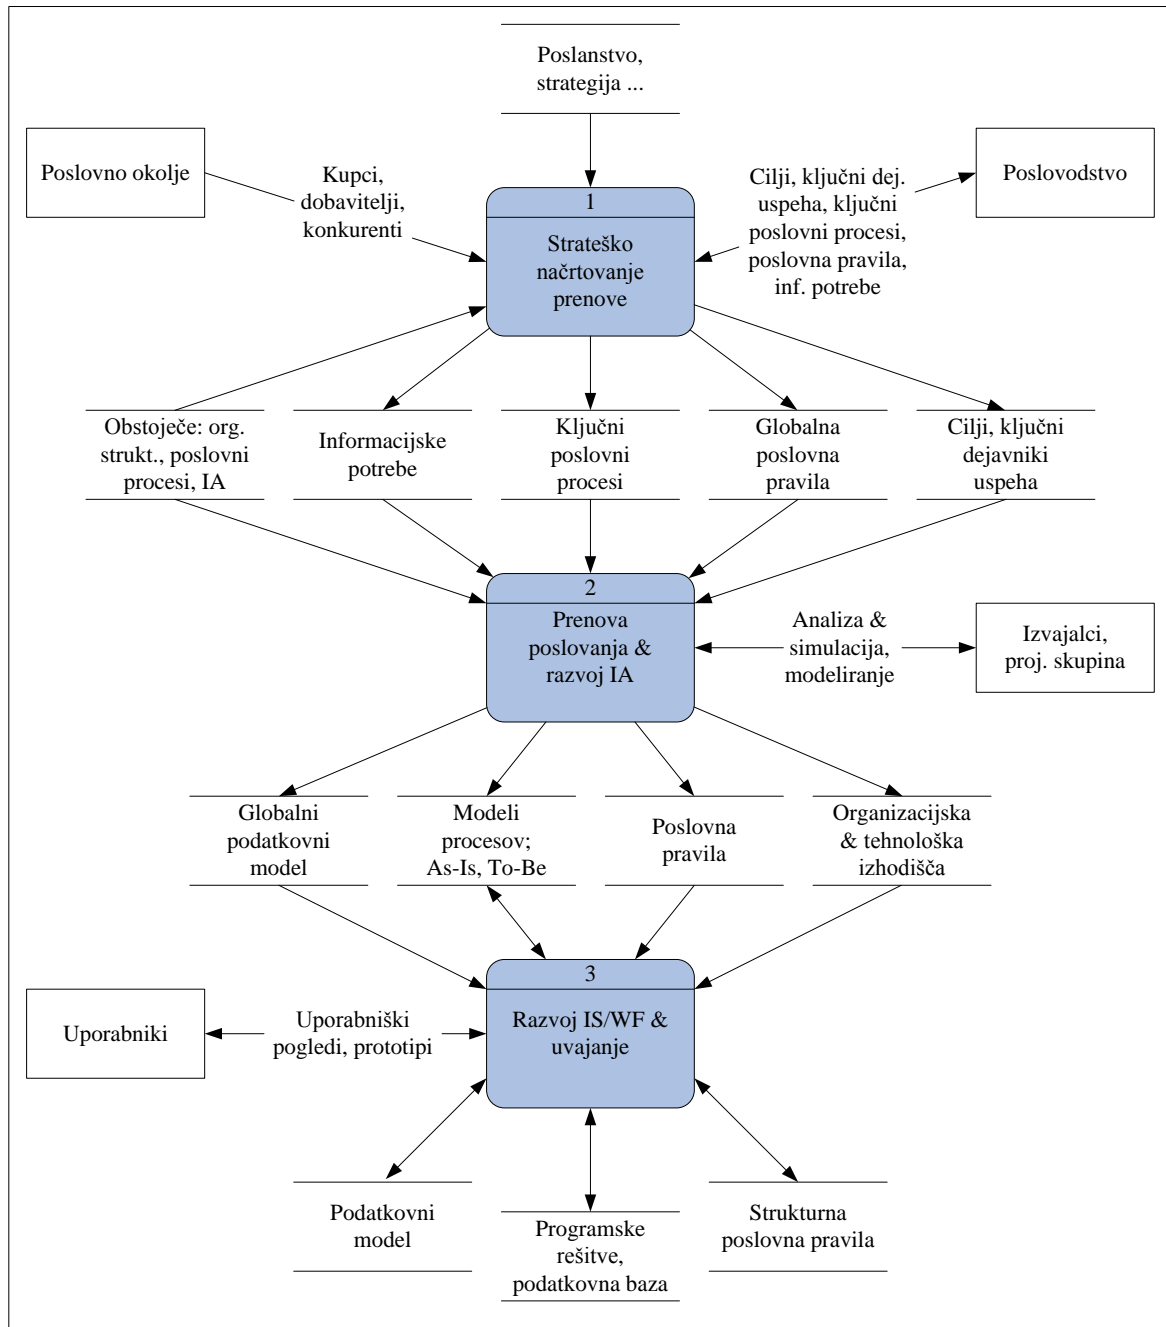 Poslanstvo,
strategija ...
Poslovno okolje
Kupci,
dobavitelji,
konkurenti
1
Strateško
načrtovanje
prenove
Cilji, ključni dej.
uspeha, ključni
poslovni procesi,
poslovna pravila,
inf. potrebe
Poslovodstvo
Obstoječe: org.
strukt., poslovni
procesi, IA
Informacijske
potrebe
Ključni
poslovni
procesi
Globalna
poslovna
pravila
Cilji, ključni
dejavniki
uspeha
2
Prenova
poslovanja &
razvoj IA
Analiza &
simulacija,
modeliranje
Izvajalci,
proj. skupina
Globalni
podatkovni
model
Modeli
procesov;
As-Is, To-Be
Poslovna
pravila
Organizacijska
& tehnološka
izhodišča
Uporabniki
Uporabniški
pogledi, prototipi
3
Razvoj IS/WF &
uvajanje
Podatkovni
model
Programske
rešitve,
podatkovna baza
Strukturna
poslovna pravila